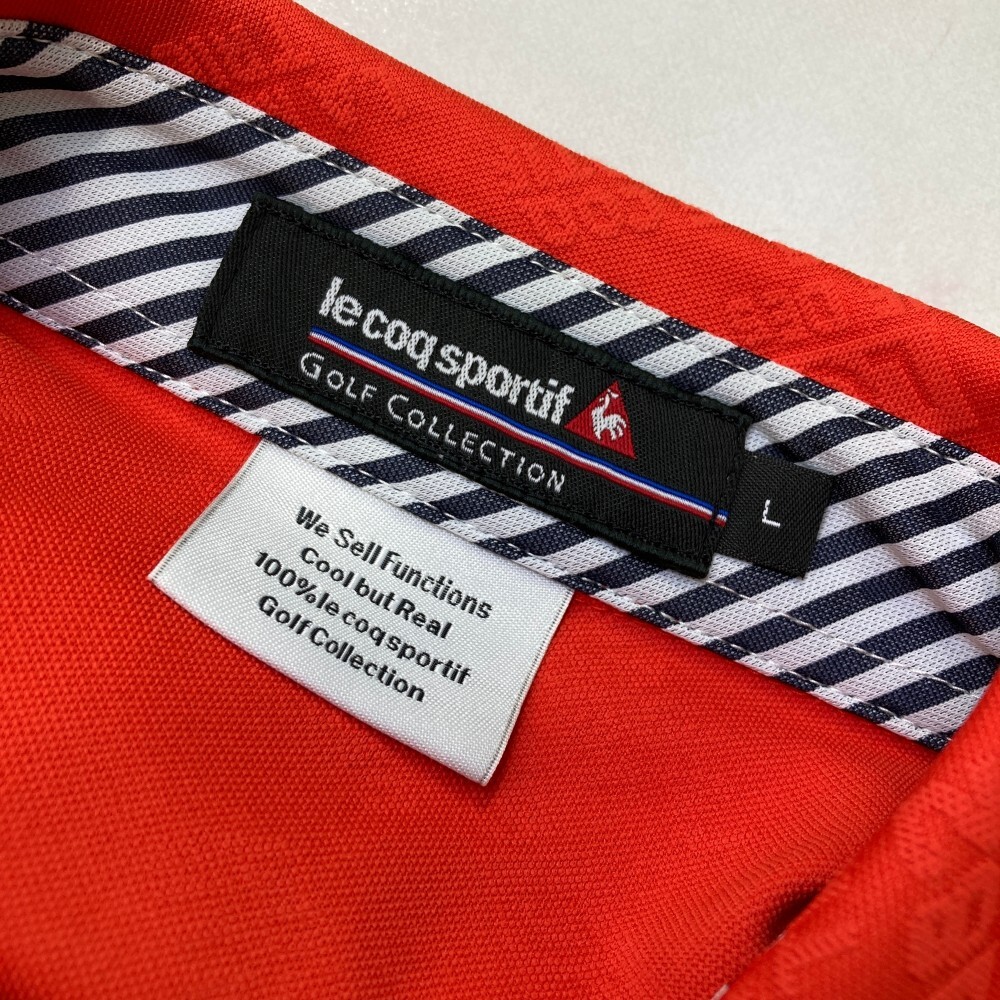 le coq sportif
GOLF COLLECTION
L
We Sell Functions
Cool but Real
100% le coq sportif
Golf Collection